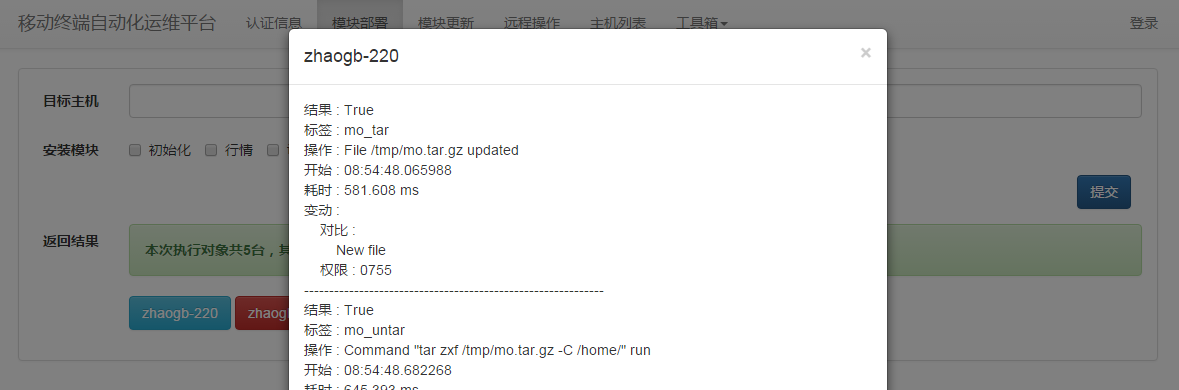 移动终端自动化运维平台 认证信息 模块部署 模块更新 远程操作 主机列表 工具箱 登录
zhaogb-220 ×
目标主机
安装模块 初始化 行情
提交
返回结果
本次执行对象共5台，其
zhaogb-220 zhaog
结果 : True
标签 : mo_tar
操作 : File /tmp/mo.tar.gz updated
开始 : 08:54:48.065988
耗时 : 581.608 ms
变动 :
对比 :
New file
权限 : 0755
------------------------------------------------------------
结果 : True
标签 : mo_untar
操作 : Command "tar zxf /tmp/mo.tar.gz -C /home/" run
开始 : 08:54:48.682268
耗时 : 645.393 ms